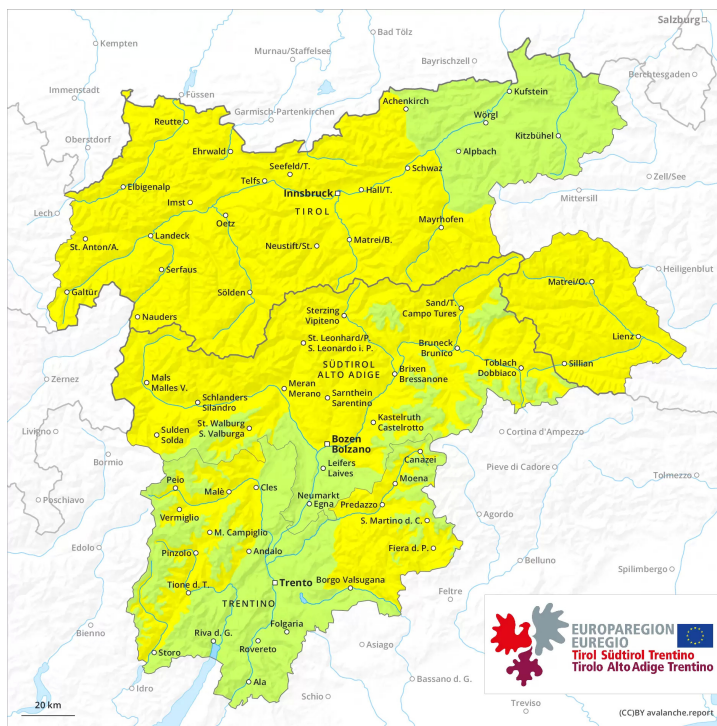 Salzburg
Kempten
Bad Tölz
Murnau/Staffelsee
Bayrischzell
Berchtesgaden
Immenstadt
Füssen
Garmisch-Partenkirchen
Kufstein
Achenkirch
Wörgl
Reutte
Oberstdorf
Ehrwald
Kitzbühel
Alpbach
Seefeld/T.
Schwaz
Telfs
Zell/See
Elbigenalp
Innsbruck
Hall/T.
Mittersill
Imst
TIROL
Lech
Oetz
Mayrhofen
St. Anton/A.
Landeck
Neustift/St.
Matrei/B.
Serfaus
Heiligenblut
Galtür
Sölden
Matrei/O.
Nauders
Sterzing
Vipiteno
Sand/T.
Campo Tures
Lienz
St. Leonhard/P.
S. Leonardo i. P.
Bruneck
Brunico
SÜDTIROL
ALTO ADIGE
Toblach
Dobbiaco
Sillian
Brixen
Bressanone
Zernez
Mals
Malles V.
Meran
Merano
Schlanders
Silandro
Sarnthein
Sarentino
St. Walburg
S. Valburga
Kastelruth
Castelrotto
Livigno
Sulden
Solda
Bozen
Bolzano
Cortina d'Ampezzo
Bormio
Canazei
Leifers
Laives
Pieve di Cadore
Tolmezzo
Peio
Moena
Poschiavo
Malè
Cles
Neumarkt
Egna
Predazzo
Vermiglio
Agordo
S. Martino d. C.
M. Campiglio
Edolo
Pinzolo
Andalo
Fiera d. P.
Belluno
Spilimbergo
Trento
Borgo Valsugana
Tione d. T.
Feltre
TRENTINO
Bienno
Folgaria
Riva d. G.
Rovereto
Asiago
Storo
Bassano d. G.
Ala
Idro
Schio
Treviso
EUROPAREGION
EUREGIO
Tirol Südtirol Trentino
Tirolo Alto Adige Trentino
20 km
(CC)BY avalanche.report